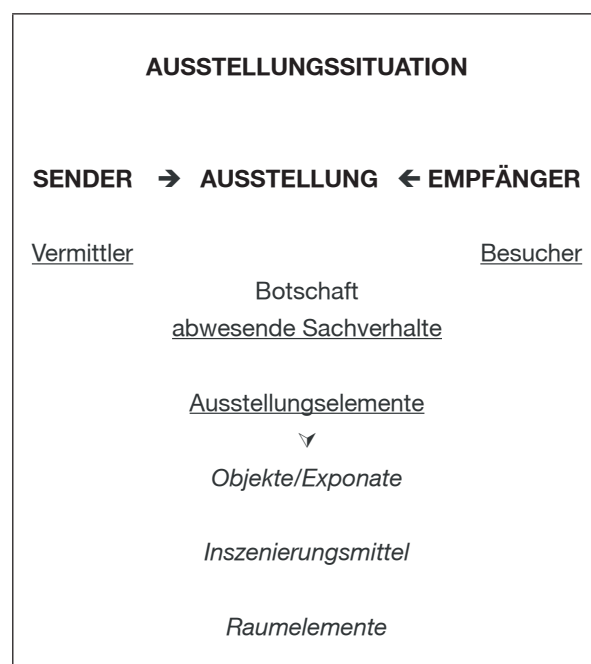 AUSSTELLUNGSSITUATION
SENDER → AUSSTELLUNG ← EMPFÄNGER
Vermittler Besucher
Botschaft
abwesende Sachverhalte
Ausstellungselemente
Objekte/Exponate
Inszenierungsmittel
Raumelemente